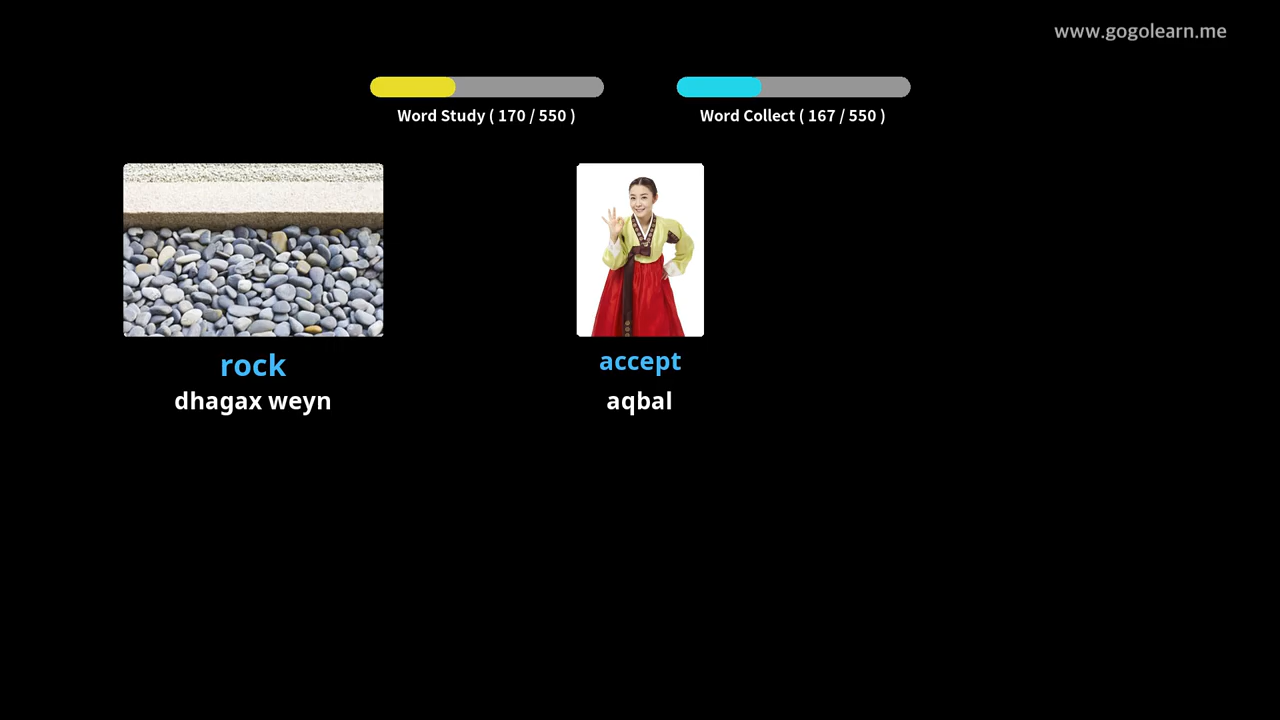 www.gogolearn.me
Word Study ( 170 / 550 )
Word Collect ( 167 / 550 )
rock
dhagax weyn
accept
aqbal